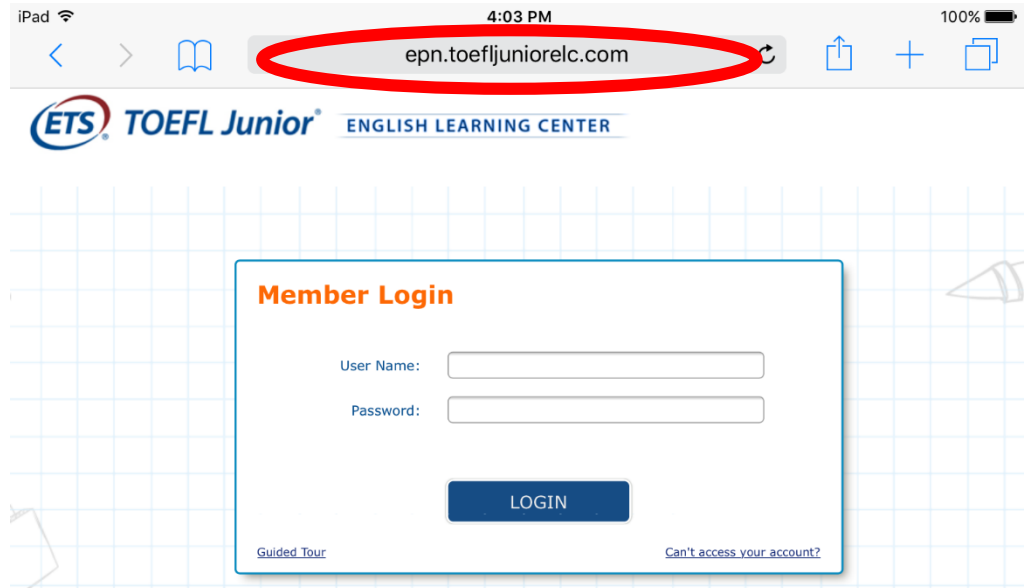 iPad 4:03 PM 100%
epn.toefljuniorelc.com
ETS® TOEFL Junior® ENGLISH LEARNING CENTER
Member Login
User Name:
Password:
LOGIN
Guided Tour Can't access your account?